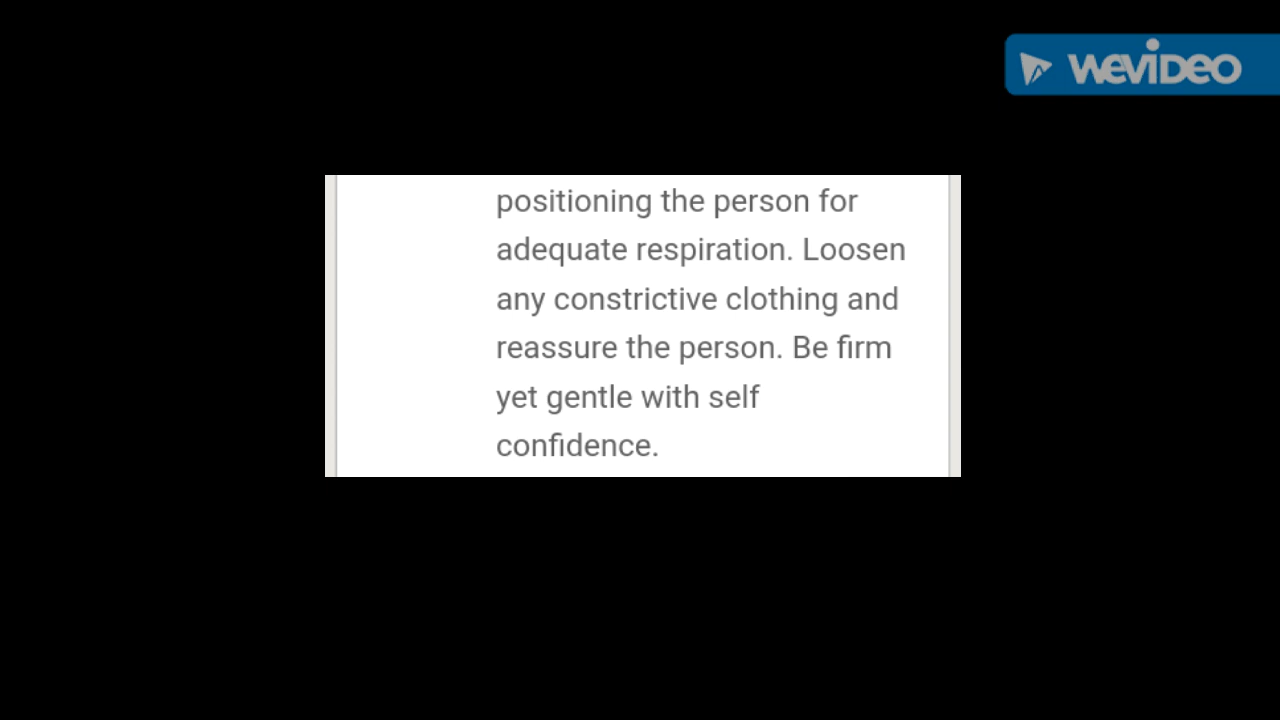 WEVIDEO
positioning the person for
adequate respiration. Loosen
any constrictive clothing and
reassure the person. Be firm
yet gentle with self
confidence.